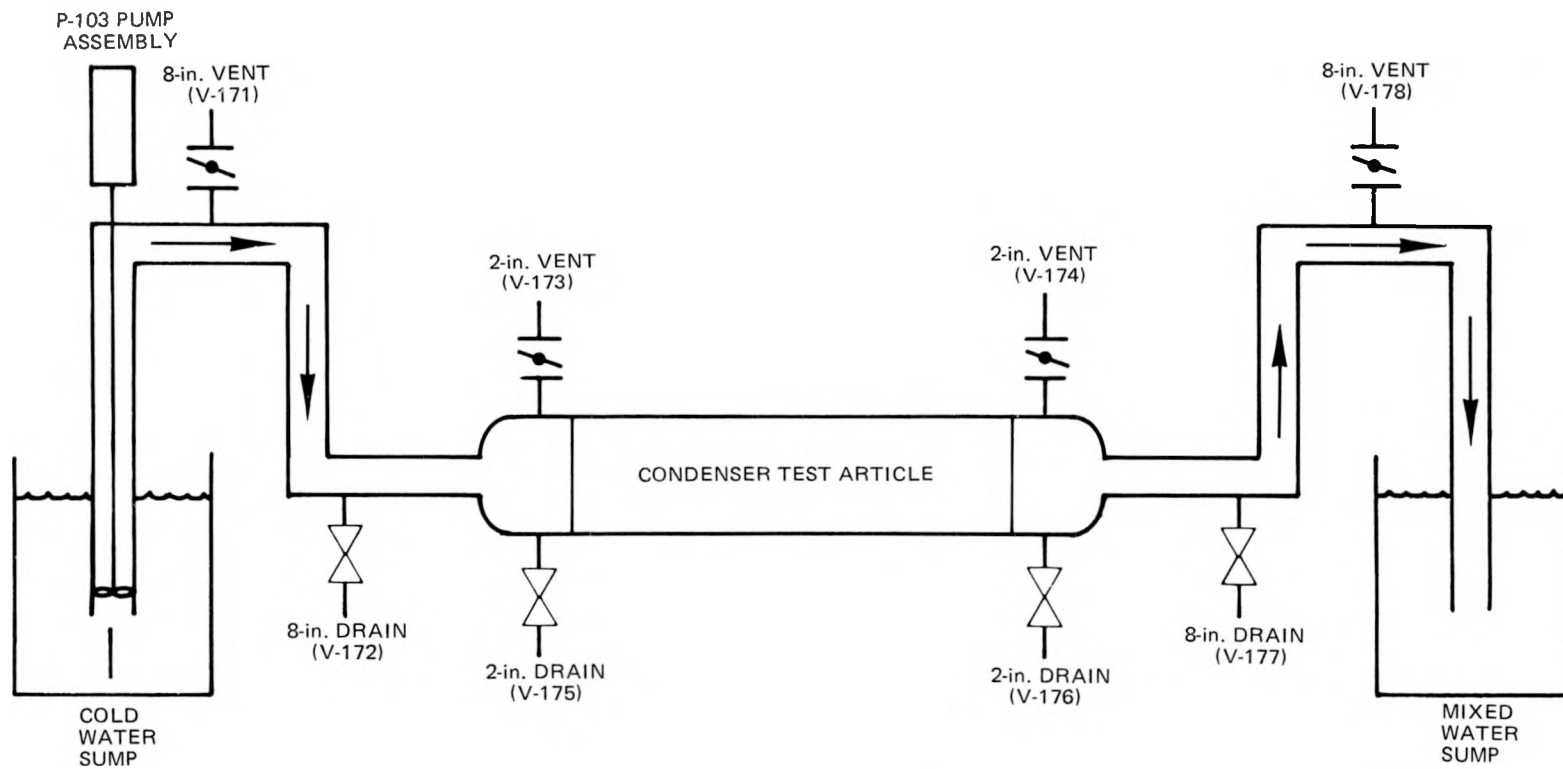 P-103 PUMP
ASSEMBLY
8-in. VENT
(V-171)
8-in. VENT
(V-178)
2-in. VENT
(V-173)
2-in. VENT
(V-174)
CONDENSER TEST ARTICLE
8-in. DRAIN
(V-172)
2-in. DRAIN
(V-175)
2-in. DRAIN
(V-176)
8-in. DRAIN
(V-177)
COLD
WATER
SUMP
MIXED
WATER
SUMP